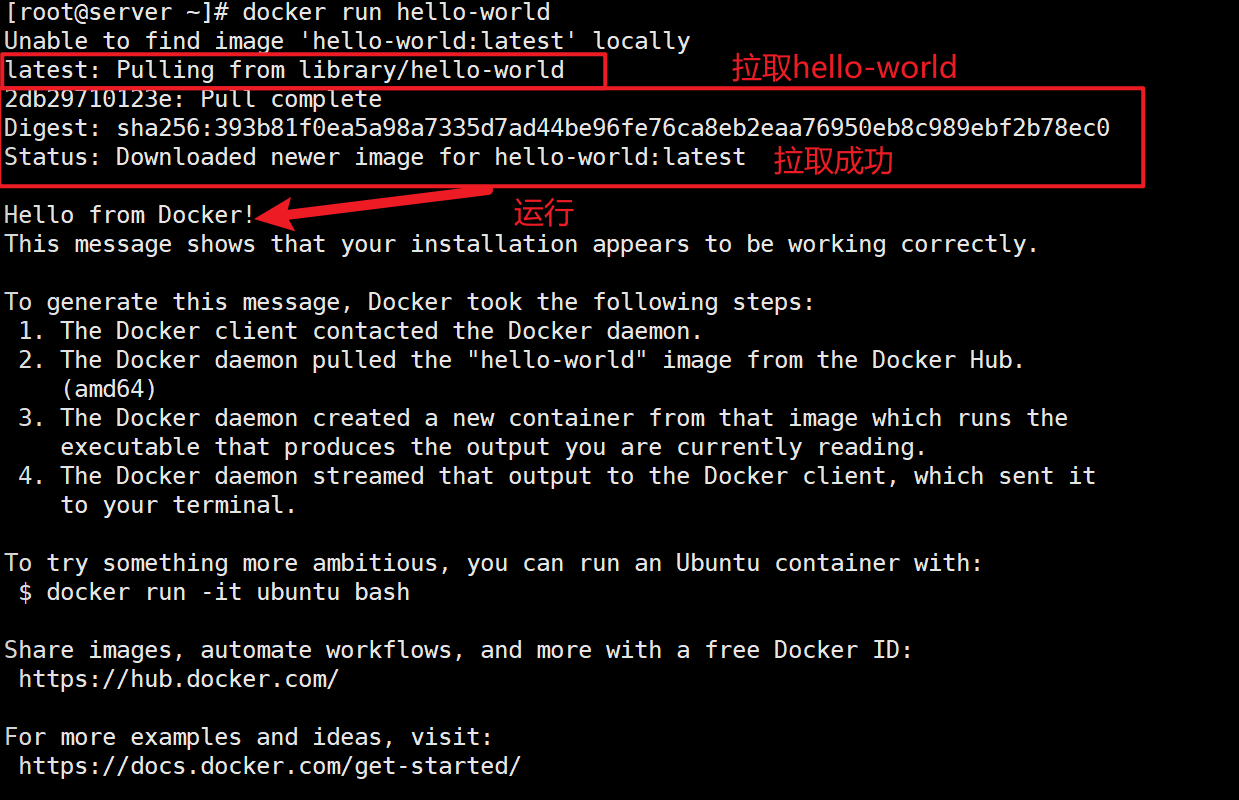 [root@server ~]# docker run hello-world
Unable to find image 'hello-world:latest' locally
latest: Pulling from library/hello-world
拉取hello-world
2db29710123e: Pull complete
Digest: sha256:393b81f0ea5a98a7335d7ad44be96fe76ca8eb2eaa76950eb8c989ebf2b78ec0
Status: Downloaded newer image for hello-world:latest
拉取成功
运行
Hello from Docker!
This message shows that your installation appears to be working correctly.
To generate this message, Docker took the following steps:
1. The Docker client contacted the Docker daemon.
2. The Docker daemon pulled the "hello-world" image from the Docker Hub.
(amd64)
3. The Docker daemon created a new container from that image which runs the
executable that produces the output you are currently reading.
4. The Docker daemon streamed that output to the Docker client, which sent it
to your terminal.
To try something more ambitious, you can run an Ubuntu container with:
$ docker run -it ubuntu bash
Share images, automate workflows, and more with a free Docker ID:
https://hub.docker.com/
For more examples and ideas, visit:
https://docs.docker.com/get-started/